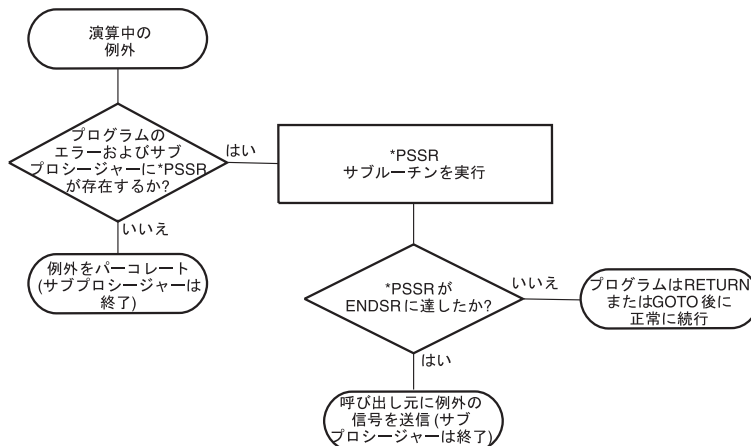 演算中の
例外
プログラムの
エラーおよびサブ
プロシージャーに*PSSR
が存在するか?
はい
*PSSR
サブルーチンを実行
いいえ
例外をパーコレート
(サブプロシージャーは
終了)
*PSSRが
ENDSRに達したか?
いいえ
プログラムはRETURN
またはGOTO後に
正常に続行
はい
呼び出し元に例外の
信号を送信(サブ
プロシージャーは終了)